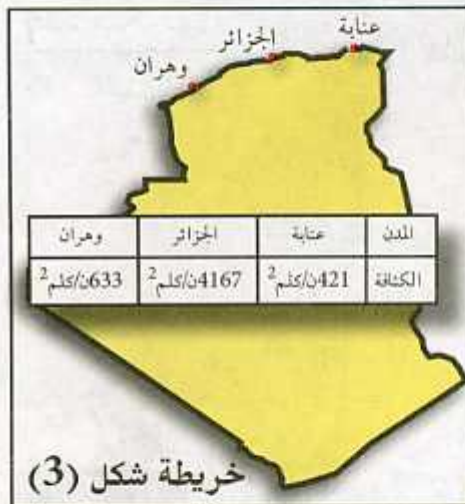 عنابة
الجزائر
وهران
المدن عنابة الجزائر وهران
الكثافة 421ن/كلم² 4167ن/كلم² 633ن/كلم²
خريطة شكل (3)